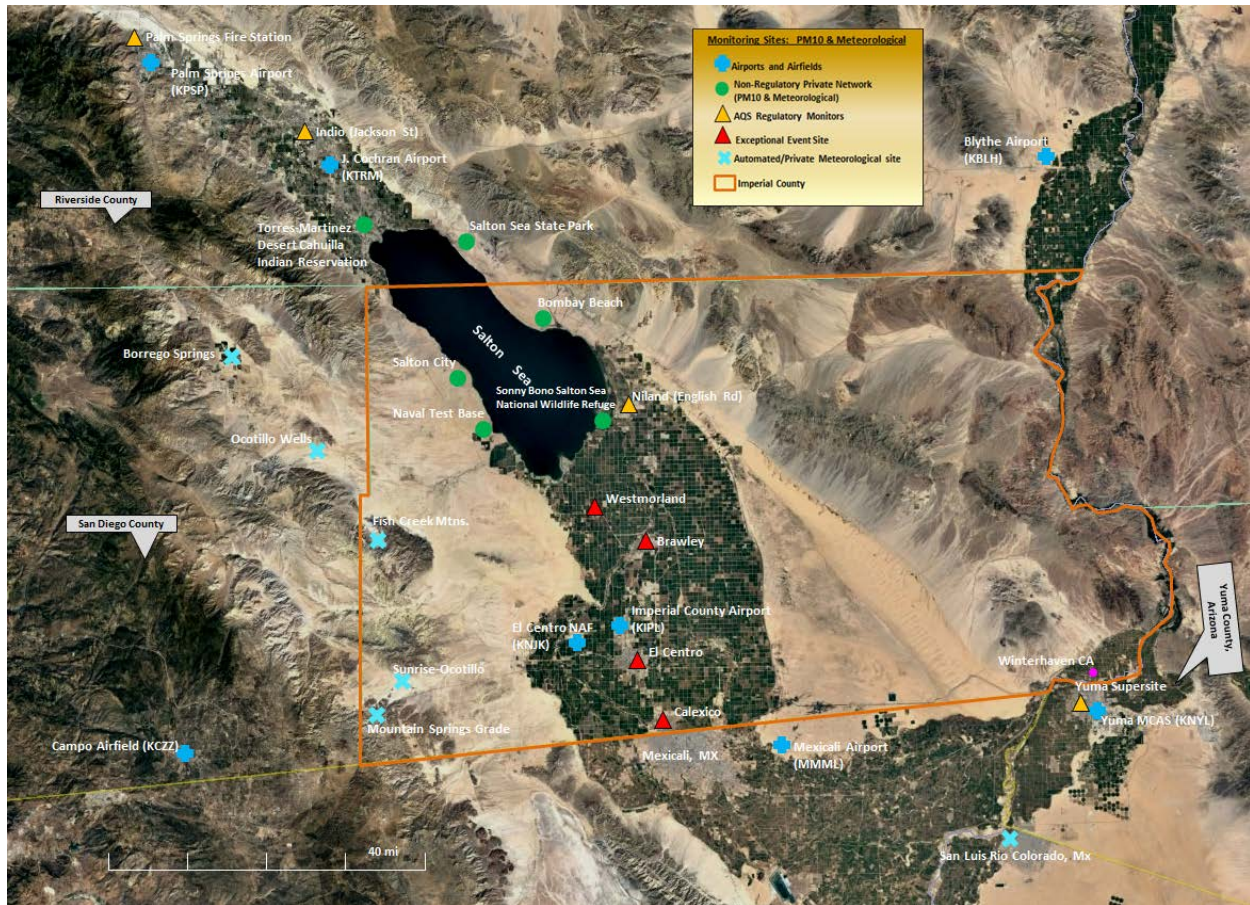 Palm Springs Fire Station
Palm Springs Airport
(KPSP)
Indio (Jackson St)
J. Cochran Airport
(KTRM)
Riverside County
Torres-Martinez
Desert Cahuilla
Indian Reservation
Salton Sea State Park
Monitoring Sites: PM10 & Meteorological
Airports and Airfields
Non-Regulatory Private Network
(PM10 & Meteorological)
AQS Regulatory Monitors
Exceptional Event Site
Automated/Private Meteorological site
Imperial County
Blythe Airport
(KBLH)
Bombay Beach
Salton
Sea
Borrego Springs
Salton City
Sonny Bono Salton Sea
National Wildlife Refuge
Niland (English Rd)
Naval Test Base
Ocotillo Wells
Westmorland
San Diego County
Fish Creek Mtns.
Brawley
Imperial County Airport
(KIPL)
El Centro NAF
(KNJK)
El Centro
Yuma County,
Arizona
Sunrise-Ocotillo
Winterhaven CA
Yuma Supersite
Yuma MCAS (KNYL)
Calexico
Mountain Springs Grade
Campo Airfield (KCZZ)
Mexicali, MX
Mexicali Airport
(MMML)
San Luis Rio Colorado, Mx
40 mi